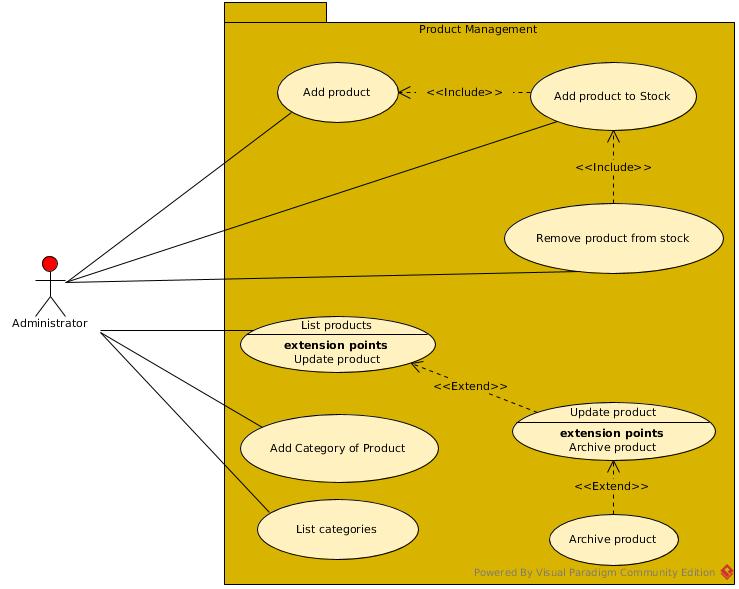 Product Management
Add product
<<Include>>
Add product to Stock
<<Include>>
Remove product from stock
Administrator
List products
extension points
Update product
<<Extend>>
Update product
extension points
Archive product
Add Category of Product
<<Extend>>
List categories
Archive product
Powered By Visual Paradigm Community Edition